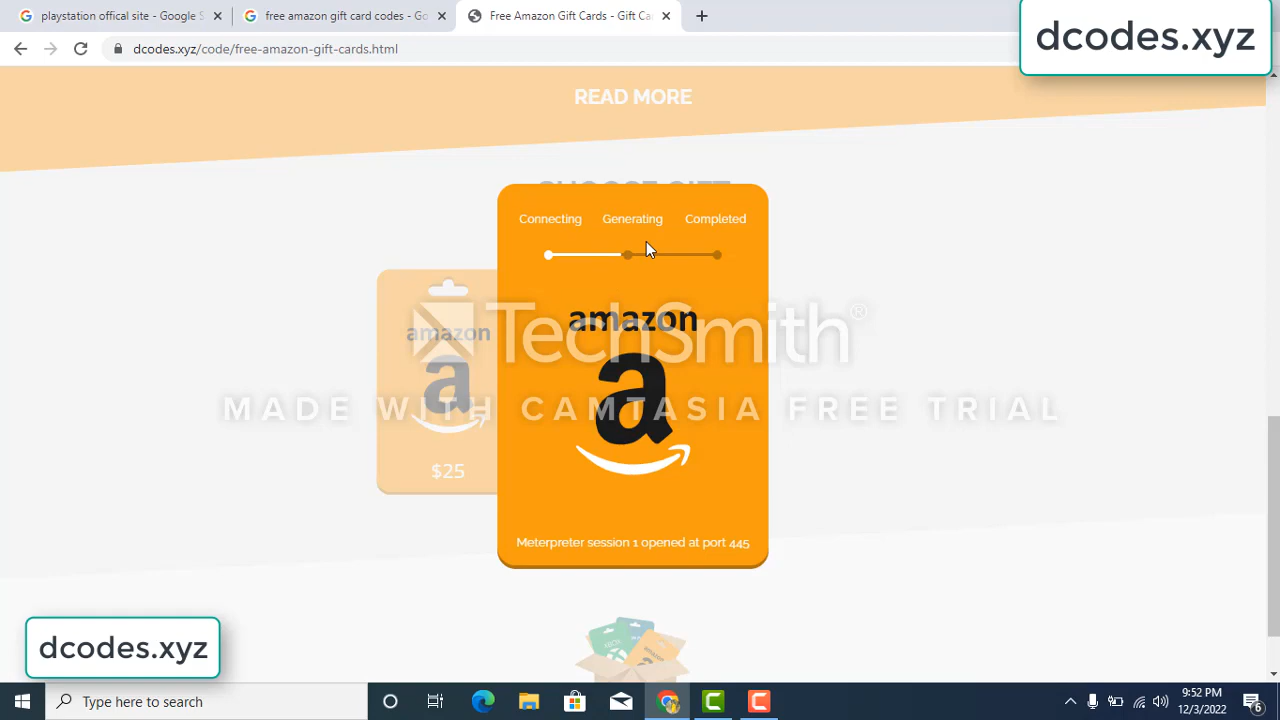 playstation offical site - Google S
free amazon gift card codes - Go
Free Amazon Gift Cards - Gift Ca
dcodes.xyz/code/free-amazon-gift-cards.html
dcodes.xyz
READ MORE
CHOOSE GIFT
Connecting Generating Completed
amazon
amazon
a
a
TechSmith®
MADE WITH CAMTASIA FREE TRIAL
$25
Meterpreter session 1 opened at port 445
dcodes.xyz
Type here to search
9:52 PM
12/3/2022
6